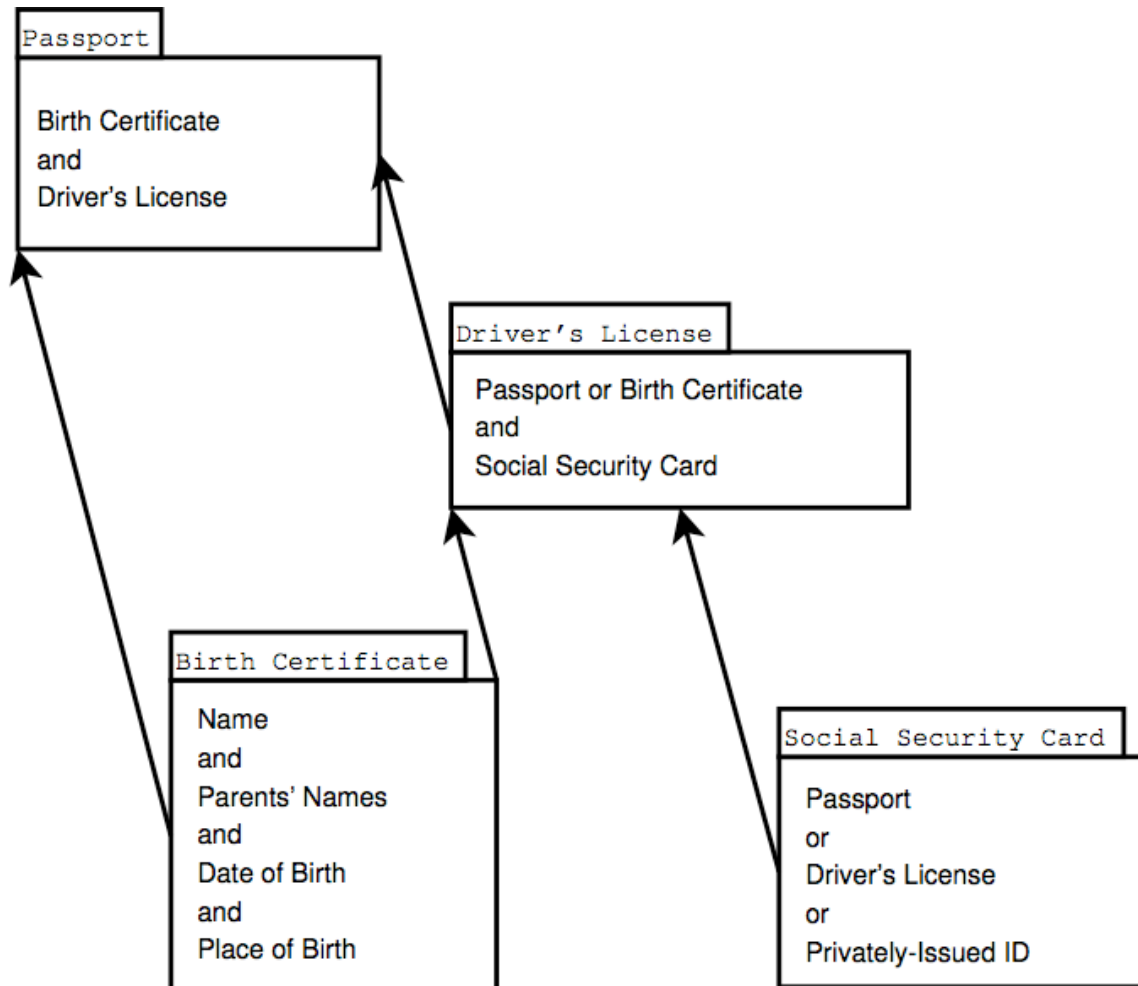 Passport
Birth Certificate
and
Driver's License
Driver's License
Passport or Birth Certificate
and
Social Security Card
Birth Certificate
Name
and
Parents' Names
and
Date of Birth
and
Place of Birth
Social Security Card
Passport
or
Driver's License
or
Privately-Issued ID